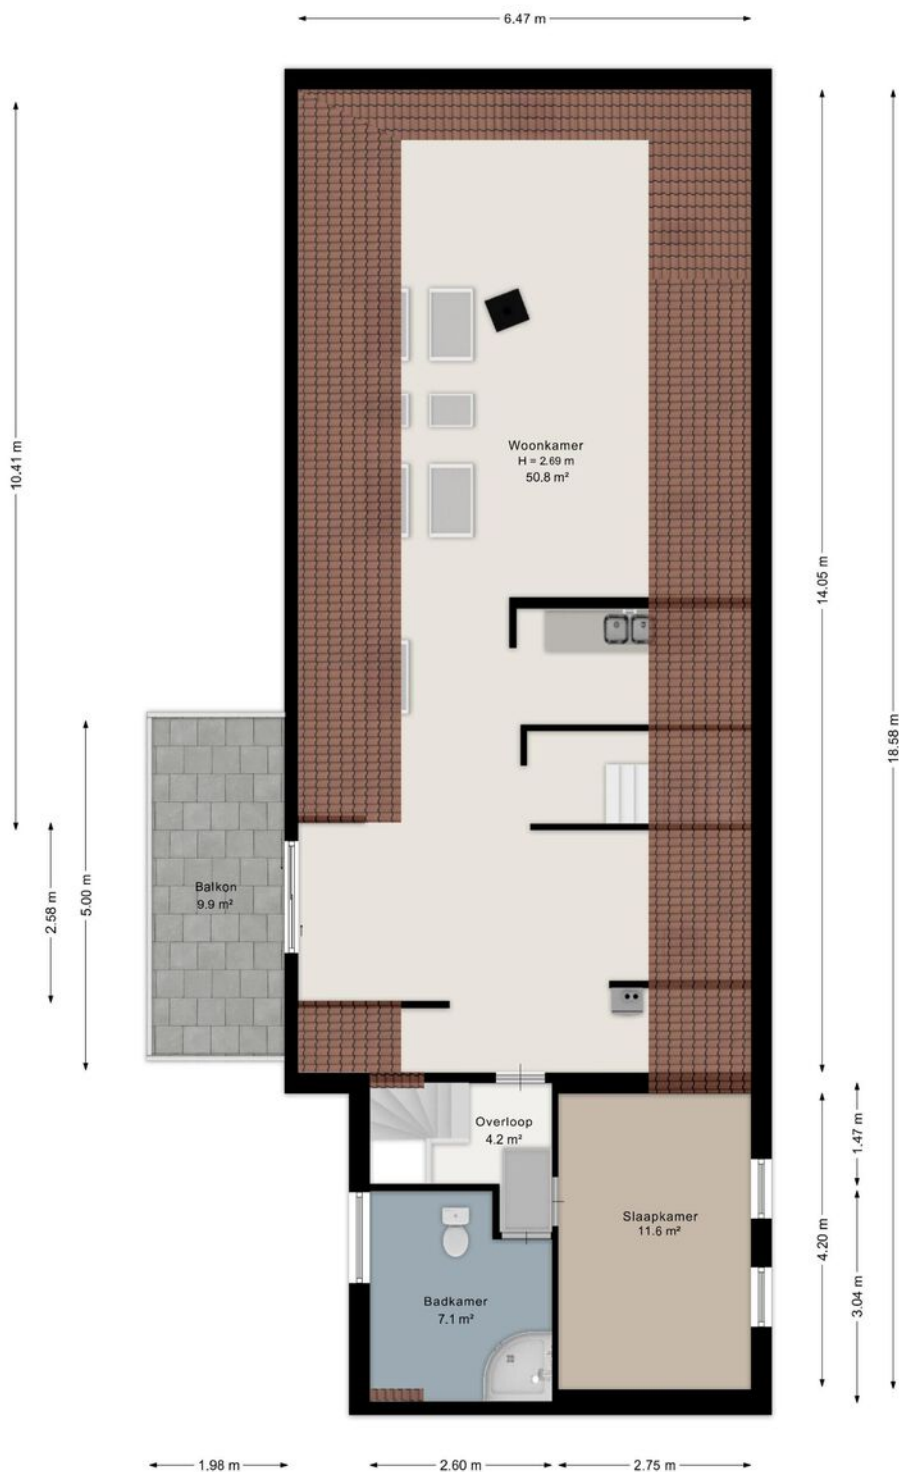 6.47 m
10.41 m
Woonkamer
H = 2.69 m
50.8 m²
14.05 m
18.58 m
Balkon
9.9 m²
2.58 m
5.00 m
Overloop
4.2 m²
1.47 m
Slaapkamer
11.6 m²
4.20 m
3.04 m
Badkamer
7.1 m²
1.98 m
2.60 m
2.75 m